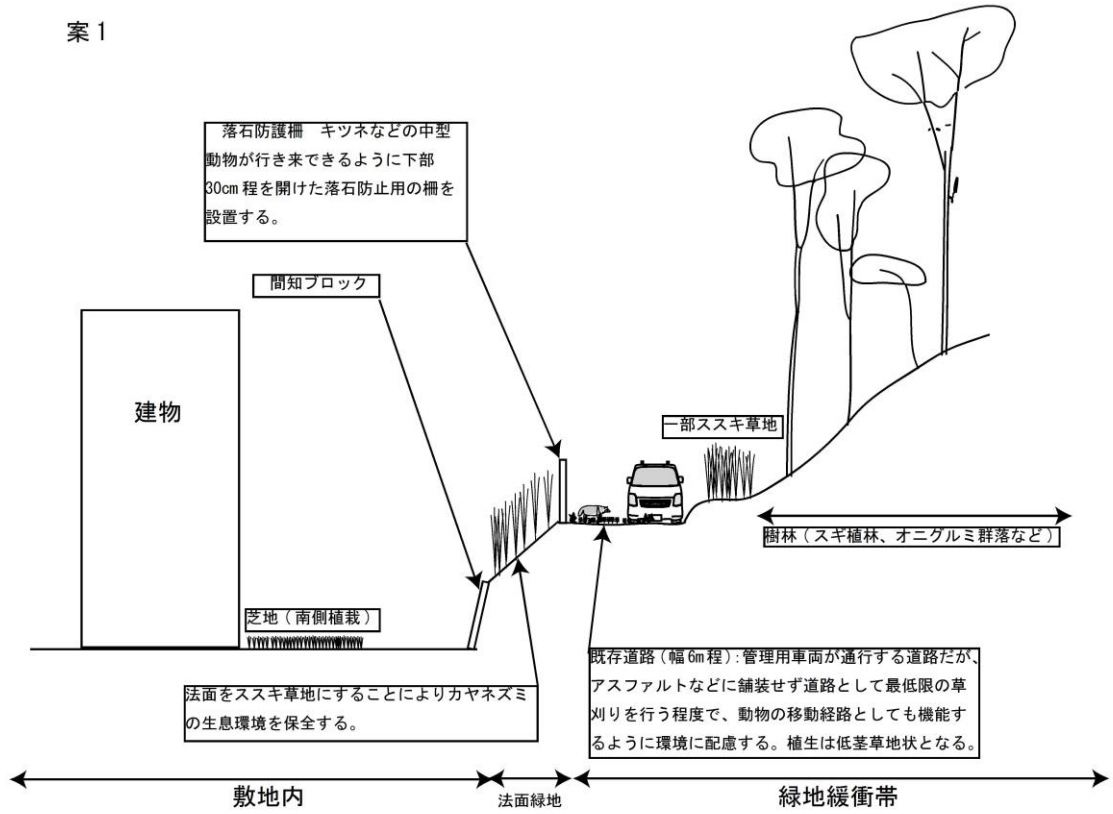 案1
落石防護柵　キツネなどの中型
動物が行き来できるように下部
30cm 程を開けた落石防止用の柵を
設置する。
間知ブロック
建物
一部ススキ草地
樹林（スギ植林、オニグルミ群落など）
芝地（南側植栽）
法面をススキ草地にすることによりカヤネズミ
の生息環境を保全する。
既存道路（幅 6m 程）：管理用車両が通行する道路だが、
アスファルトなどに舗装せず道路として最低限の草
刈りを行う程度で、動物の移動経路としても機能す
るように環境に配慮する。植生は低茎草地状となる。
敷地内
法面緑地
緑地緩衝帯